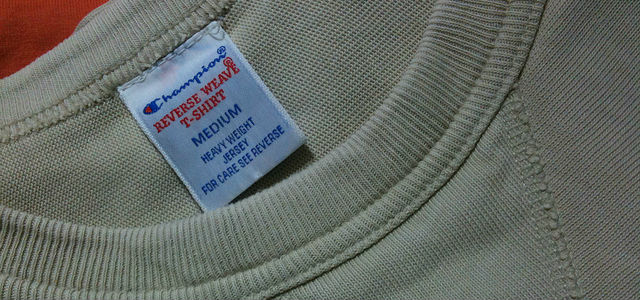 Champion®
REVERSE WEAVE®
T-SHIRT
MEDIUM
HEAVY WEIGHT
JERSEY
FOR CARE SEE REVERSE